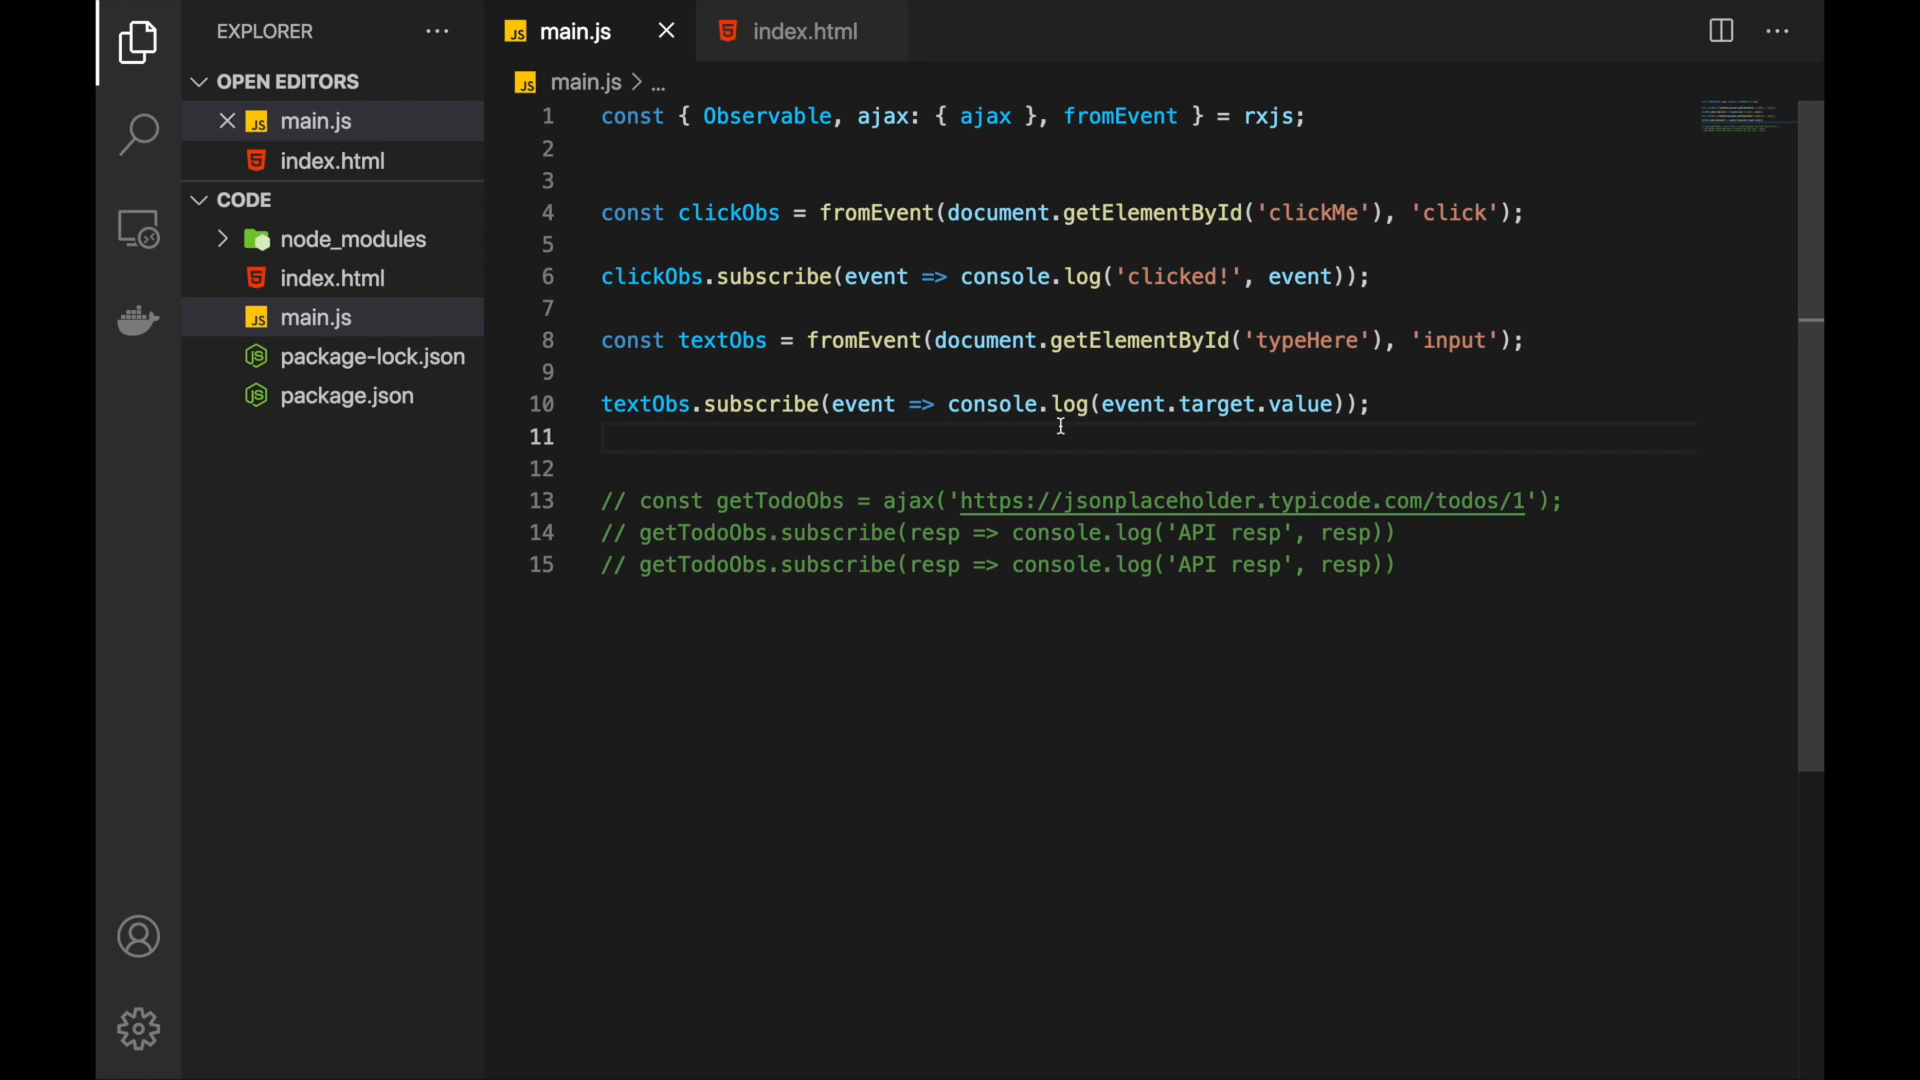 EXPLORER
OPEN EDITORS
main.js
index.html
CODE
node_modules
index.html
main.js
package-lock.json
package.json
main.js
index.html
main.js > ...
1 const { Observable, ajax: { ajax }, fromEvent } = rxjs;
2
3
4 const clickObs = fromEvent(document.getElementById('clickMe'), 'click');
5
6 clickObs.subscribe(event => console.log('clicked!', event));
7
8 const textObs = fromEvent(document.getElementById('typeHere'), 'input');
9
10 textObs.subscribe(event => console.log(event.target.value));
11
12
13 // const getTodoObs = ajax('https://jsonplaceholder.typicode.com/todos/1');
14 // getTodoObs.subscribe(resp => console.log('API resp', resp))
15 // getTodoObs.subscribe(resp => console.log('API resp', resp))